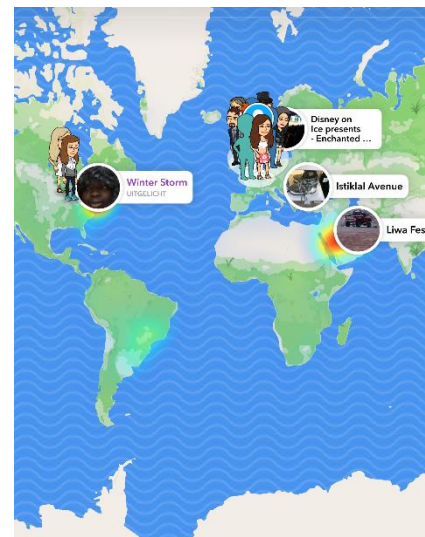 Disney on
Ice presents
- Enchanted ...
Winter Storm
UITGELICHT
Istiklal Avenue
Liwa Fes